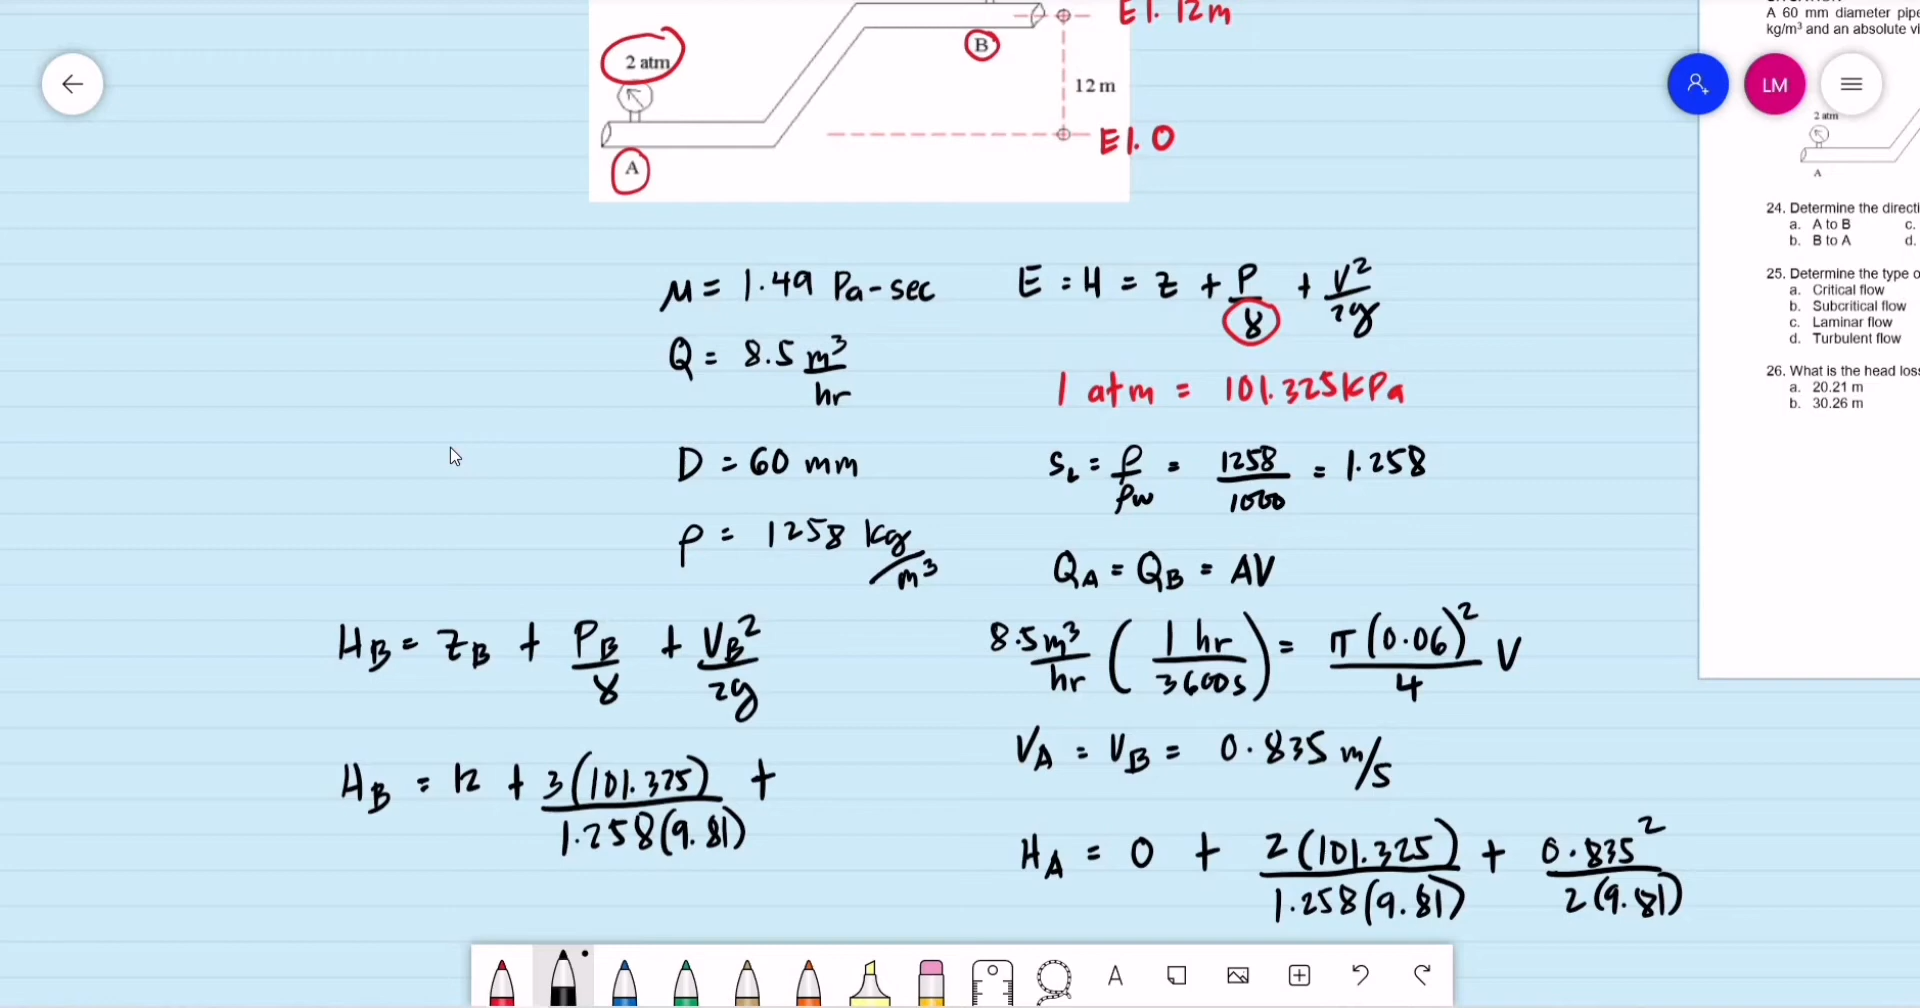 El. 12m
2 atm
B
12 m
El. 0
A
μ = 1.49 Pa-sec
Q = 8.5 m³/hr
D = 60 mm
ρ = 1258 kg/m³
E = H = z + P/γ + V²/2g
1 atm = 101.325 kPa
S_L = ρ/ρw = 1258/1000 = 1.258
Q_A = Q_B = AV
8.5 m³/hr (1 hr/3600s) = π(0.06)²/4 V
V_A = V_B = 0.835 m/s
H_A = 0 + 2(101.325)/1.258(9.81) + 0.835²/2(9.81)
H_B = z_B + P_B/γ + V_B²/2g
H_B = 12 + 3(101.325)/1.258(9.81) +
A 60 mm diameter pipe
kg/m³ and an absolute vi
LM
2 atm
A
24. Determine the directi
a. A to B c.
b. B to A d.
25. Determine the type o
a. Critical flow
b. Subcritical flow
c. Laminar flow
d. Turbulent flow
26. What is the head los
a. 20.21 m
b. 30.26 m
A